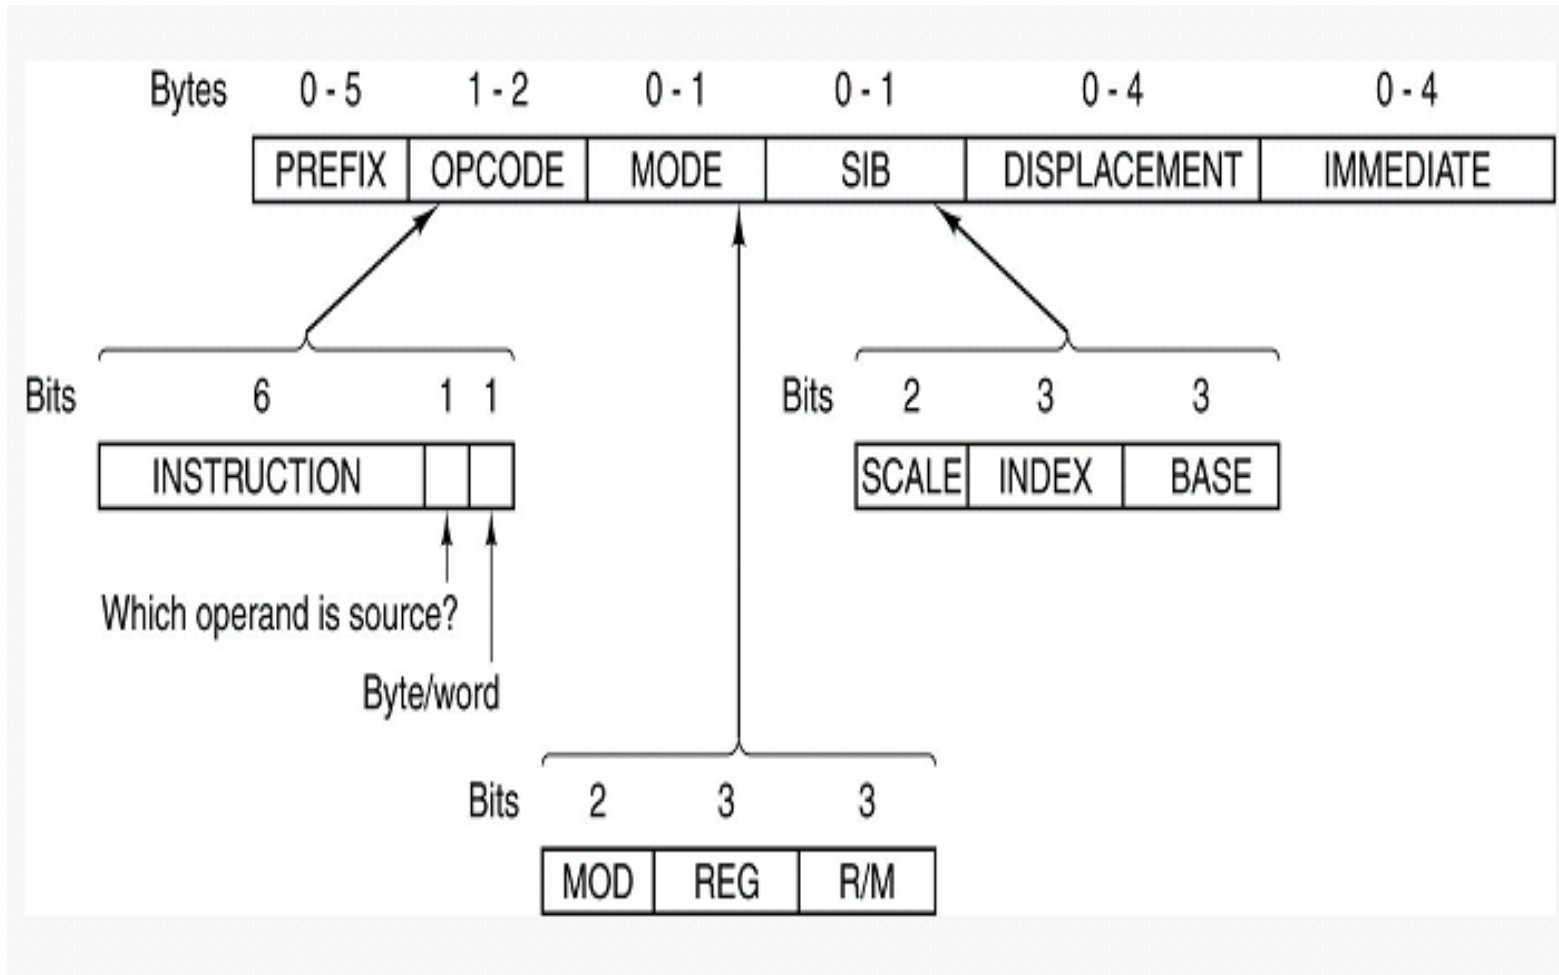 Bytes 0 - 5 1 - 2 0 - 1 0 - 1 0 - 4 0 - 4
PREFIX OPCODE MODE SIB DISPLACEMENT IMMEDIATE
Bits 6 1 1 Bits 2 3 3
INSTRUCTION SCALE INDEX BASE
Which operand is source?
Byte/word
Bits 2 3 3
MOD REG R/M